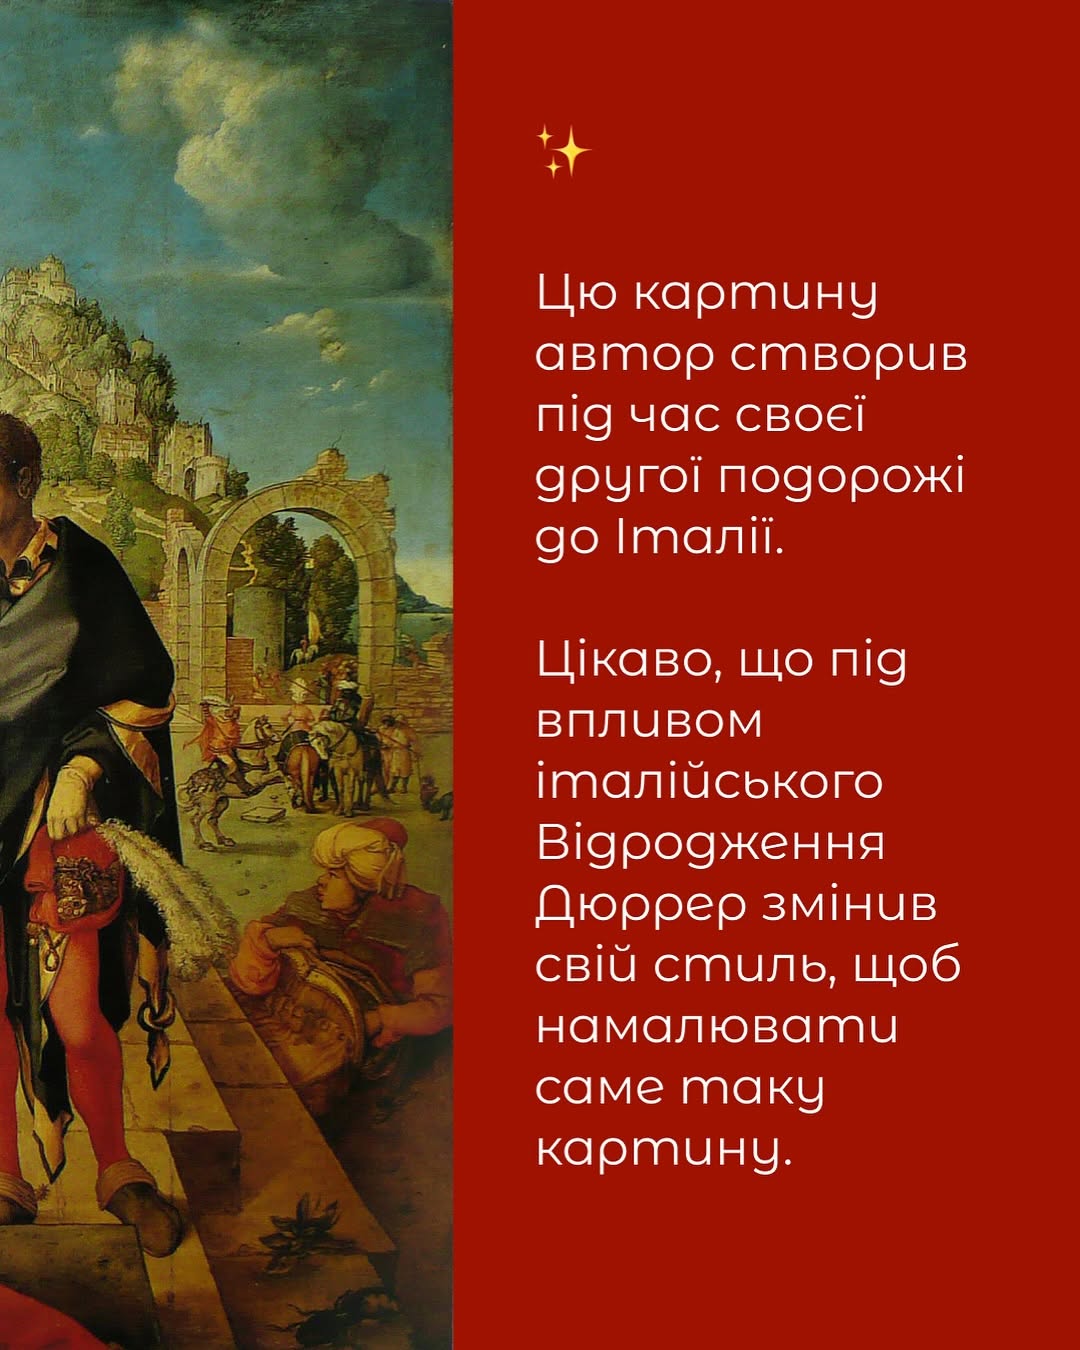 Цю картину
автор створив
під час своєї
другої подорожі
до Італії.
Цікаво, що під
впливом
італійського
Відродження
Дюррер змінив
свій стиль, щоб
намалювати
саме таку
картину.